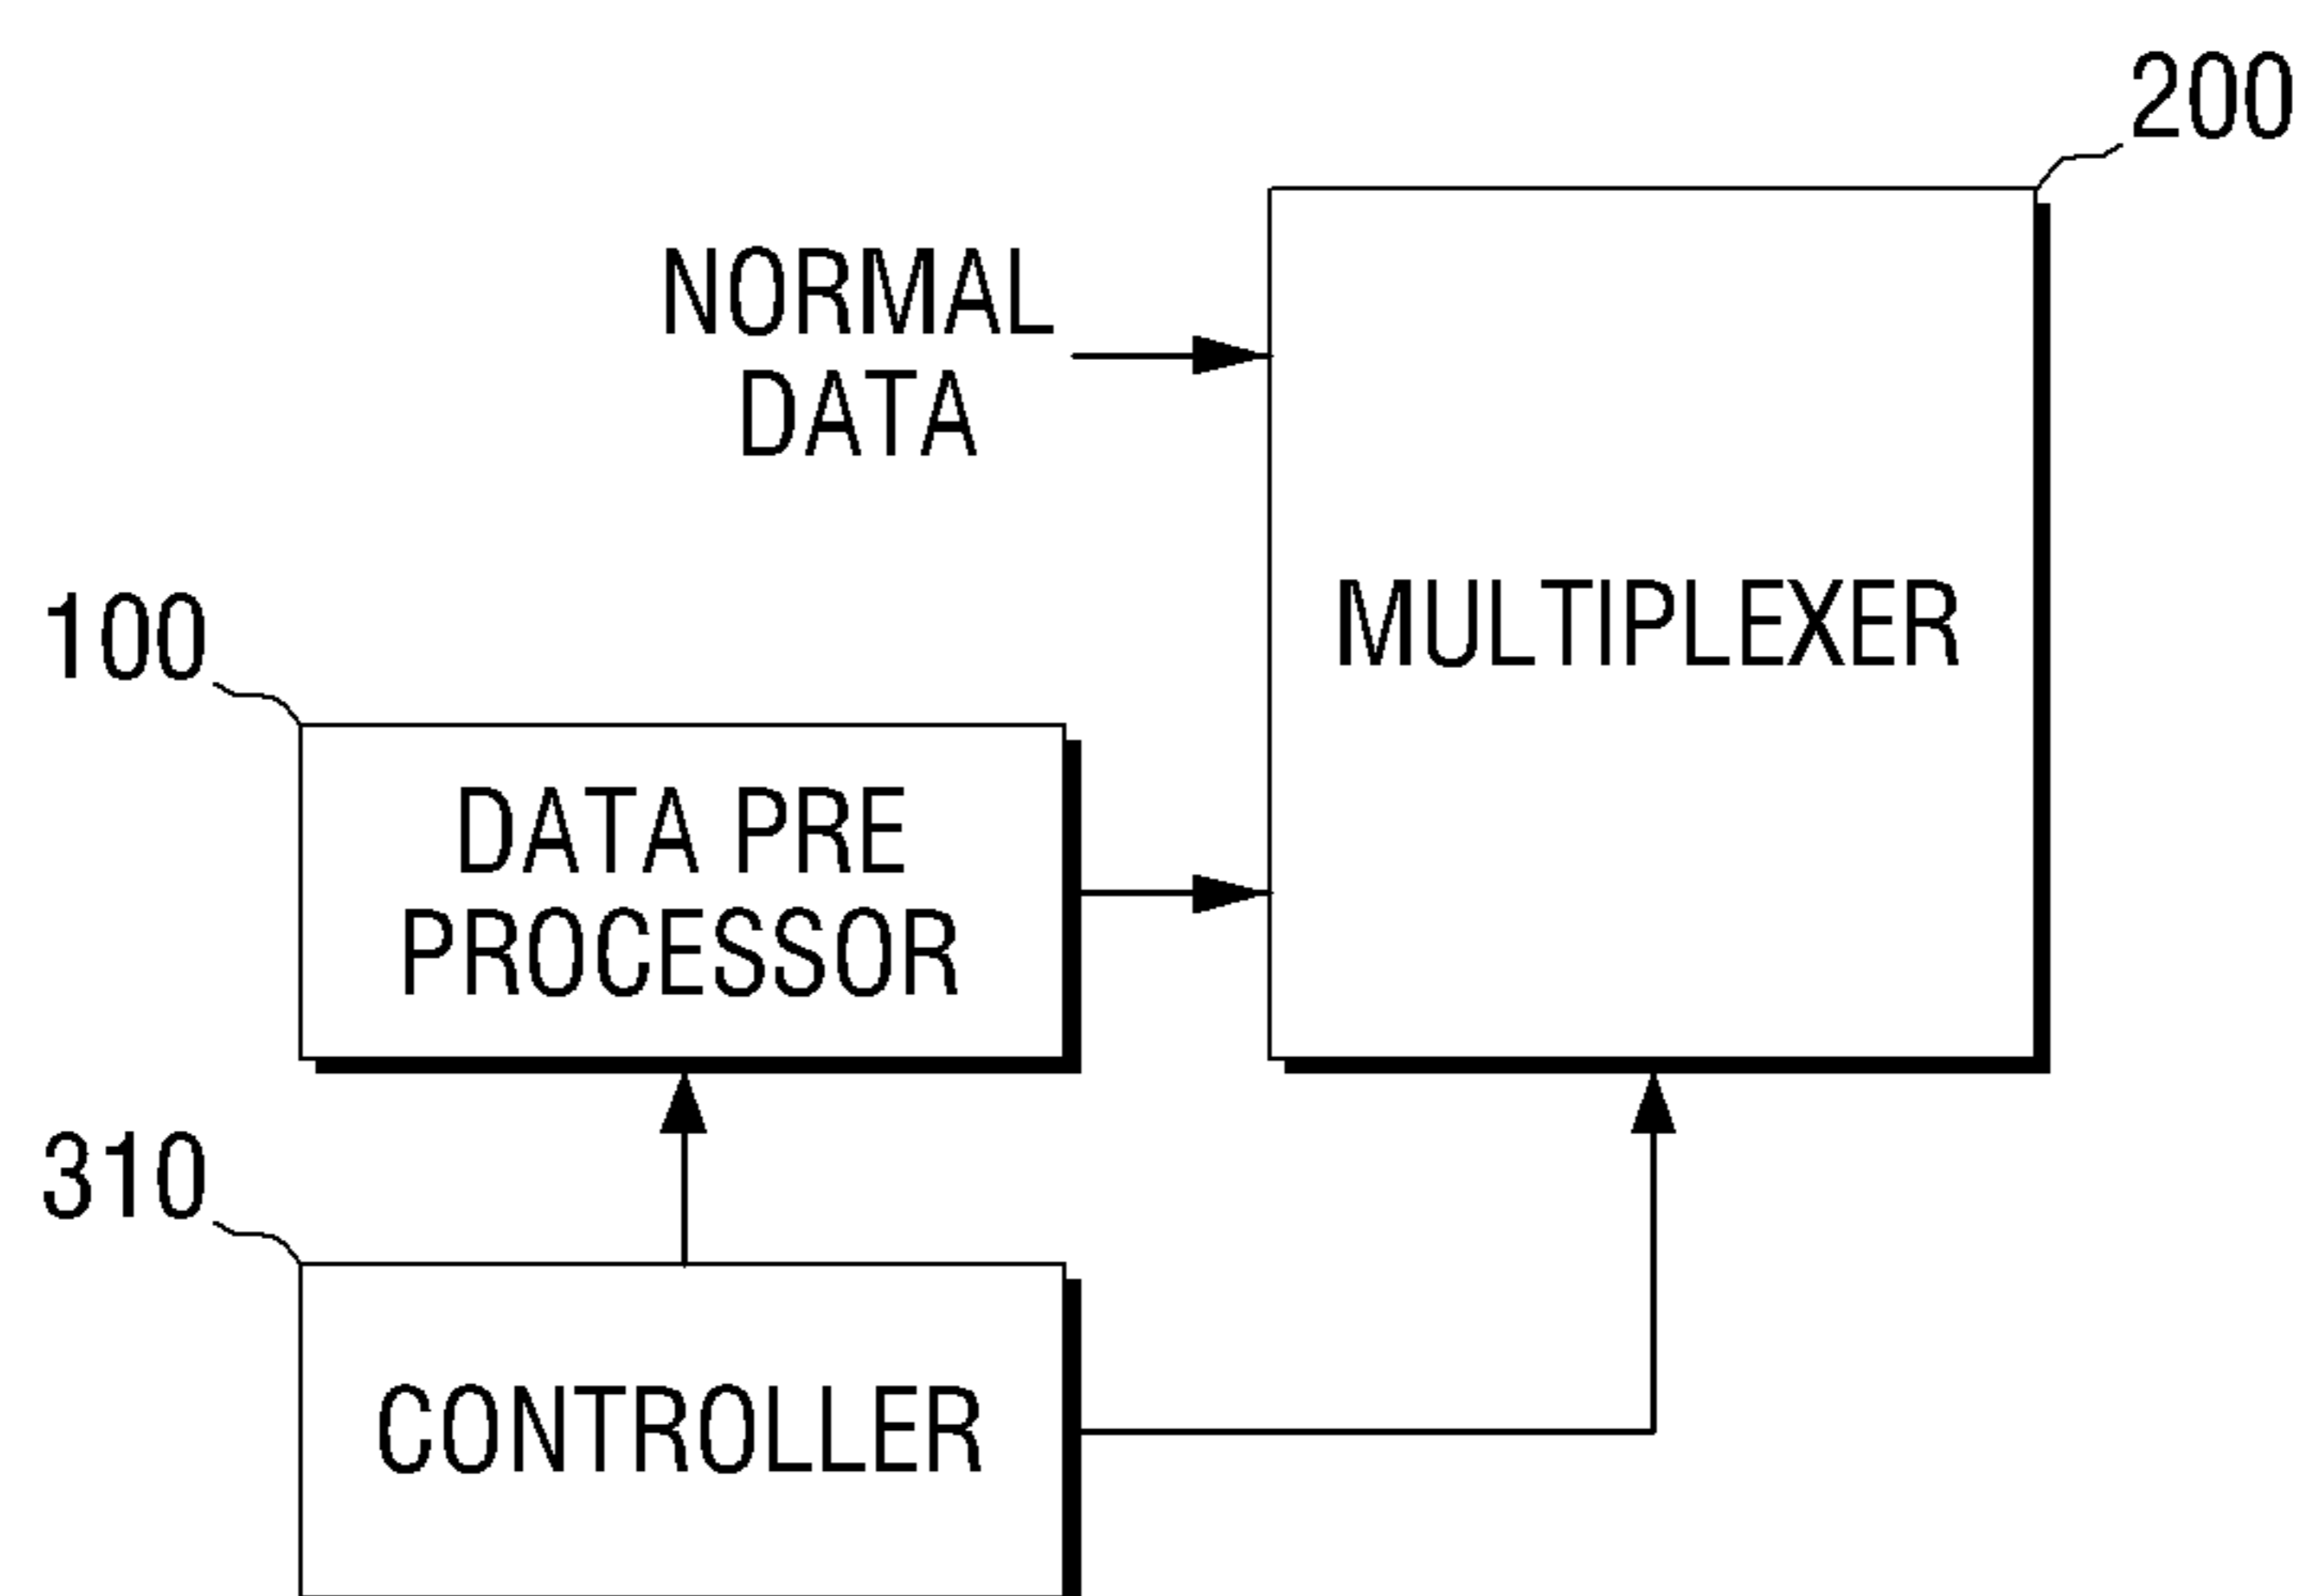 200
NORMAL
DATA
MULTIPLEXER
100
DATA PRE
PROCESSOR
310
CONTROLLER